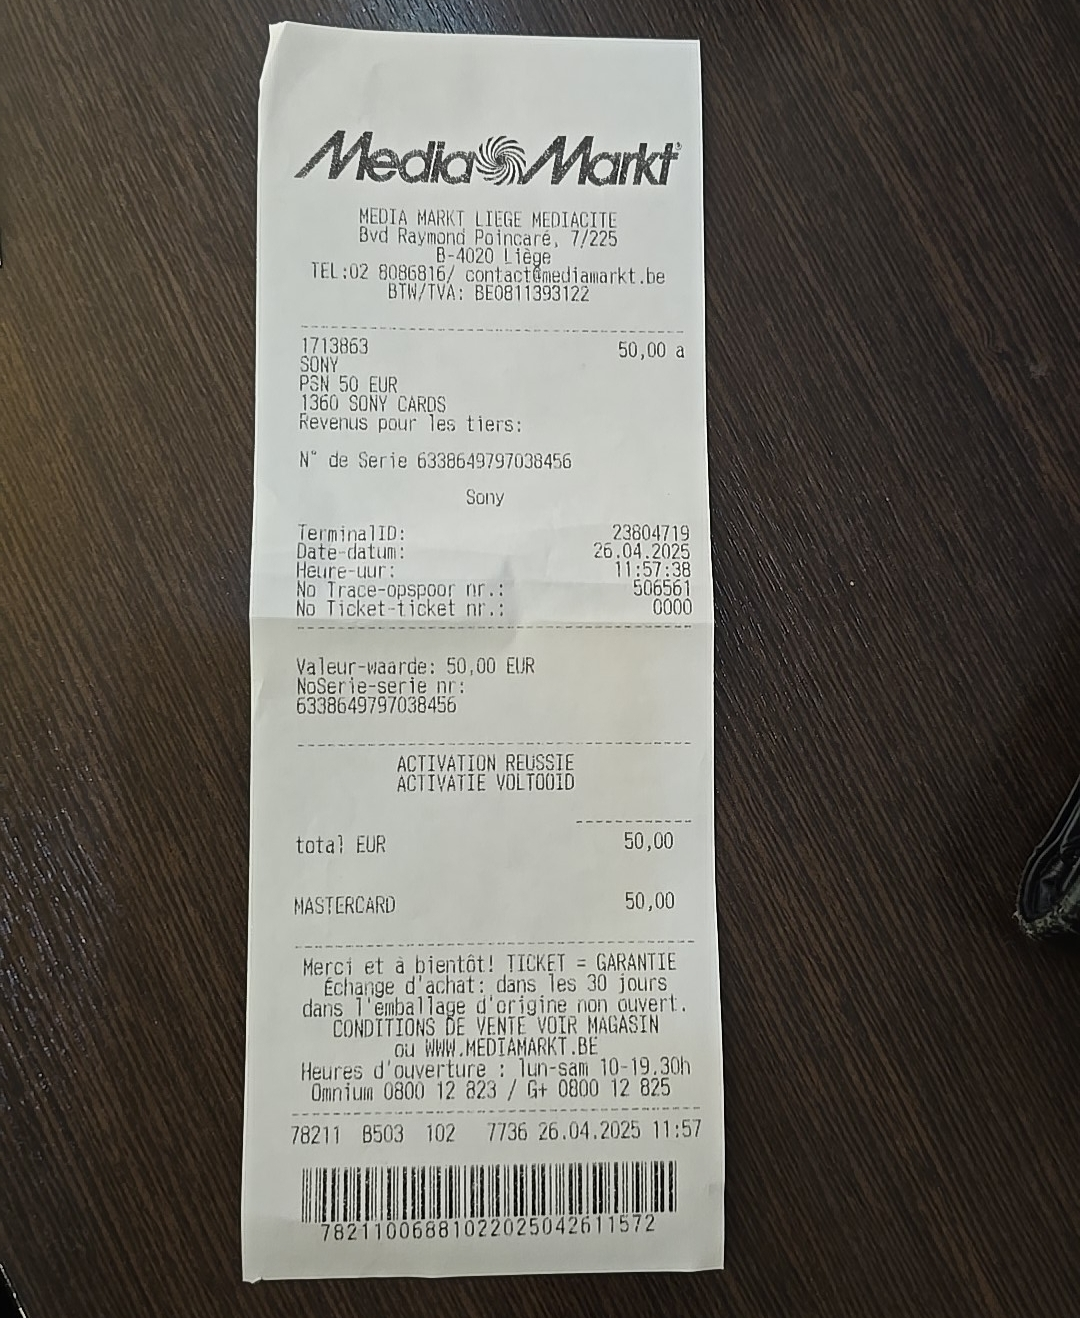 Media Markt
MEDIA MARKT LIEGE MEDIACITE
Bvd Raymond Poincaré, 7/225
B-4020 Liège
TEL:02 8086816/ contact@mediamarkt.be
BTW/TVA: BE0811393122
1713863 50,00 a
SONY
PSN 50 EUR
1360 SONY CARDS
Revenus pour les tiers:
N° de Serie 6338649797038456
Sony
TerminalID: 23804719
Date-datum: 26.04.2025
Heure-uur: 11:57:38
No Trace-opspoor nr.: 506561
No Ticket-ticket nr.: 0000
Valeur-waarde: 50,00 EUR
NoSerie-serie nr:
6338649797038456
ACTIVATION REUSSIE
ACTIVATIE VOLTOOID
total EUR 50,00
MASTERCARD 50,00
Merci et à bientôt! TICKET = GARANTIE
Échange d'achat: dans les 30 jours
dans l'emballage d'origine non ouvert.
CONDITIONS DE VENTE VOIR MAGASIN
ou WWW.MEDIAMARKT.BE
Heures d'ouverture : lun-sam 10-19.30h
Omnium 0800 12 823 / G+ 0800 12 825
78211 B503 102 7736 26.04.2025 11:57
7821100688102202504261​1572